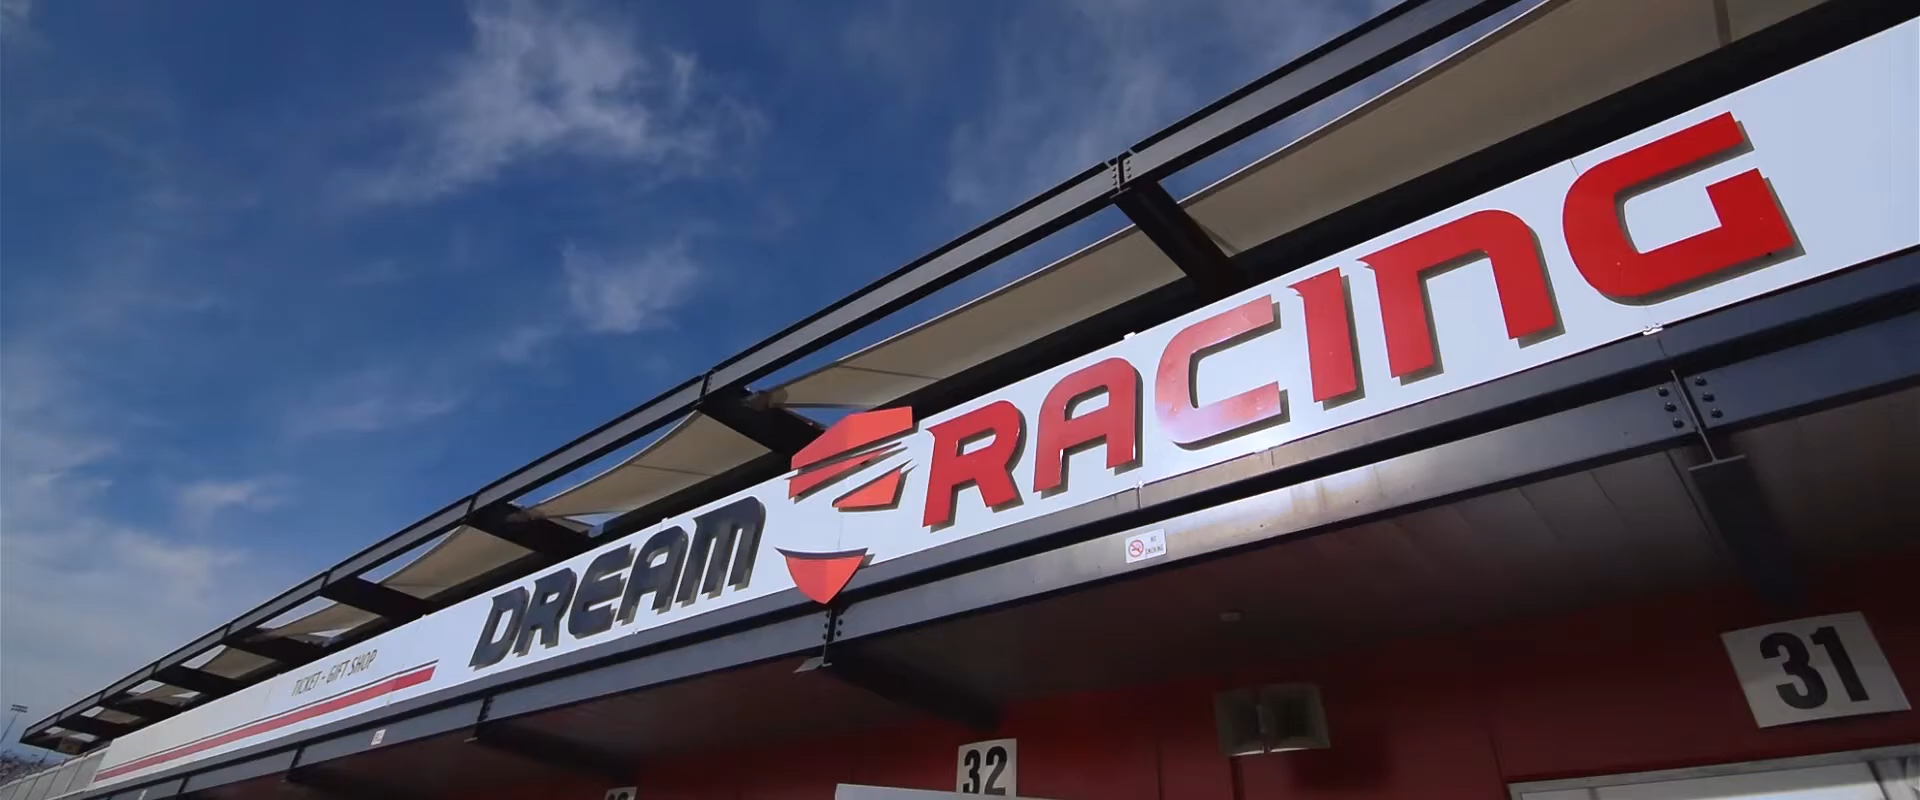 DREAM RACING
TICKET - GIFT SHOP
NO
SMOKING
31
32